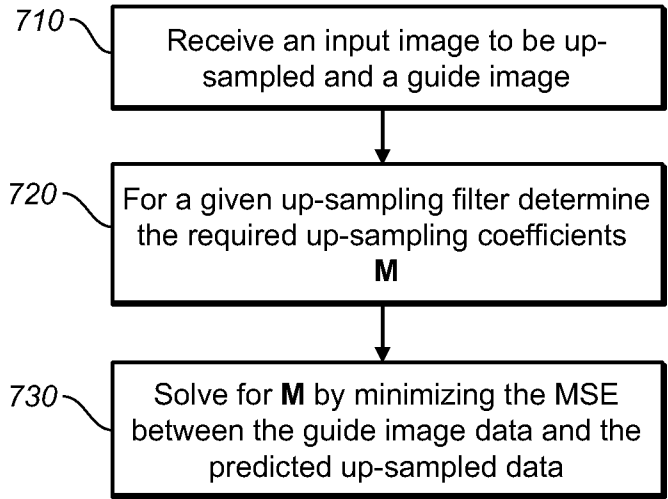 710
Receive an input image to be up-
sampled and a guide image
720
For a given up-sampling filter determine
the required up-sampling coefficients
M
730
Solve for M by minimizing the MSE
between the guide image data and the
predicted up-sampled data